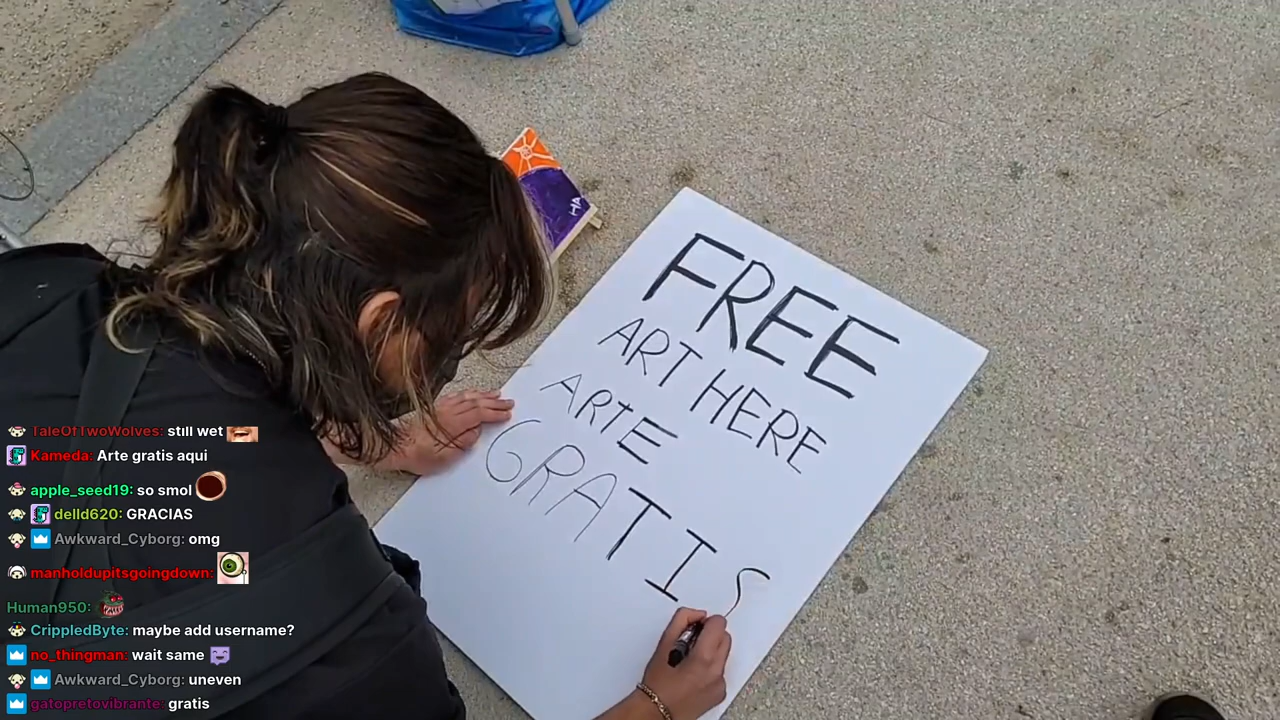 FREE
ART HERE
ARTE
GRATIS
HA
TaleOfTwoWolves: still wet
Kameda: Arte gratis aqui
apple_seed19: so smol
delld620: GRACIAS
Awkward_Cyborg: omg
manholdupitsgoingdown:
Human950:
CrippledByte: maybe add username?
no_thingman: wait same
Awkward_Cyborg: uneven
gatopretovibrante: gratis